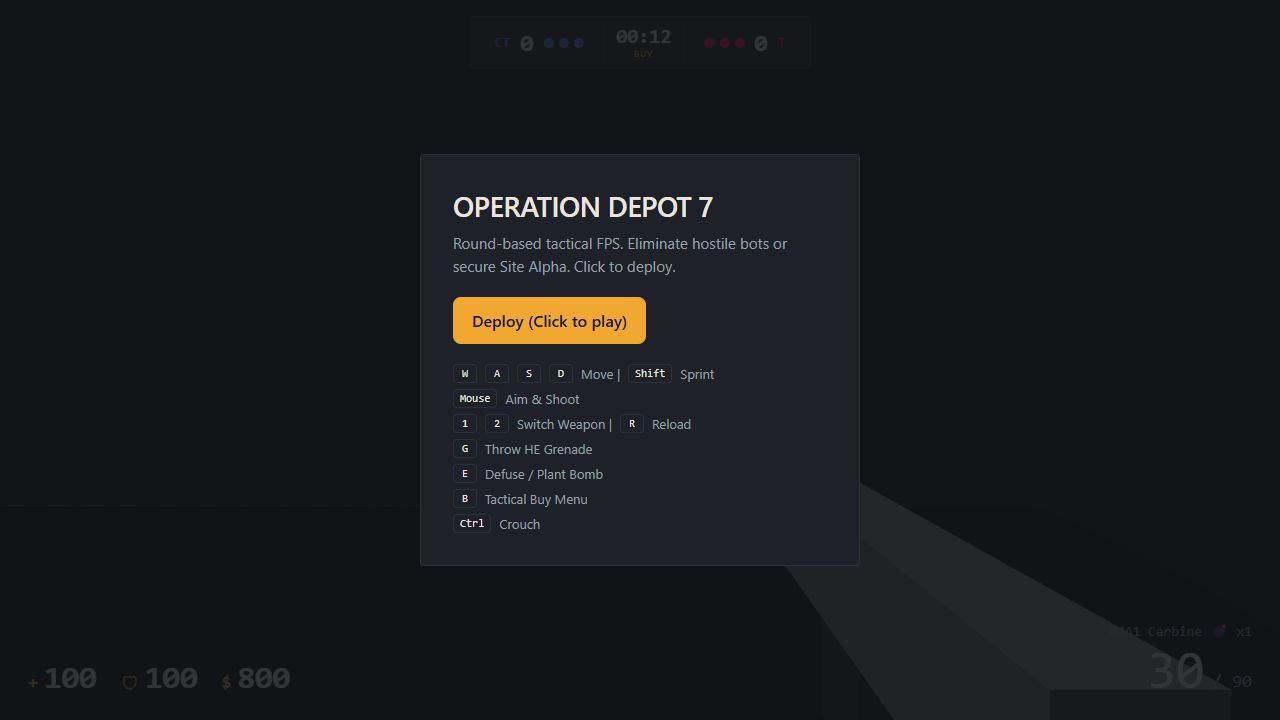 CT 0 00:12 0 T
BUY
OPERATION DEPOT 7
Round-based tactical FPS. Eliminate hostile bots or
secure Site Alpha. Click to deploy.
Deploy (Click to play)
W A S D Move | Shift Sprint
Mouse Aim & Shoot
1 2 Switch Weapon | R Reload
G Throw HE Grenade
E Defuse / Plant Bomb
B Tactical Buy Menu
Ctrl Crouch
Carbine x1
+ 100 100 $ 800
30 / 90